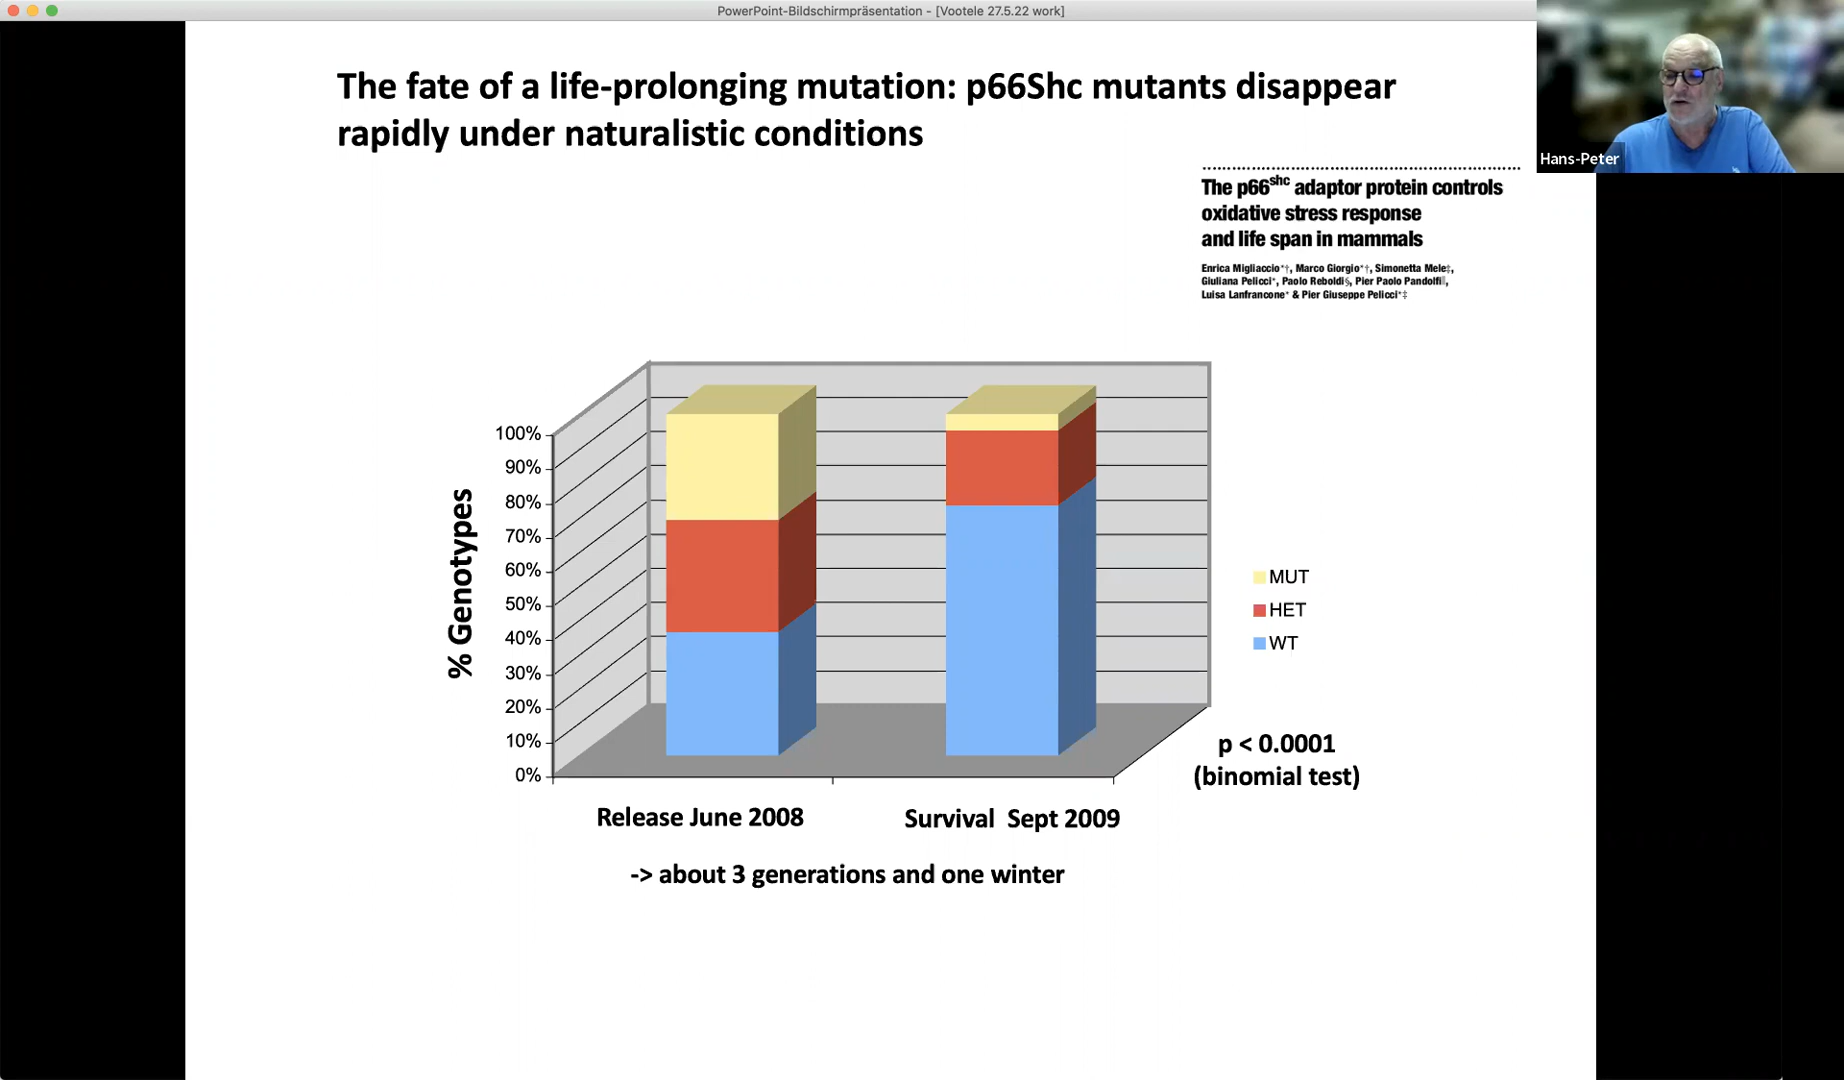 PowerPoint-Bildschirmpräsentation - [Vootele 27.5.22 work]
The fate of a life-prolonging mutation: p66Shc mutants disappear
rapidly under naturalistic conditions
Hans-Peter
The p66shc adaptor protein controls
oxidative stress response
and life span in mammals
Enrica Migliaccio*†, Marco Giorgio*†, Simonetta Mele‡,
Giuliana Pelicci*, Paolo Reboldi§, Pier Paolo Pandolfi||,
Luisa Lanfrancone* & Pier Giuseppe Pelicci*‡
% Genotypes
100%
90%
80%
70%
60%
50%
40%
30%
20%
10%
0%
MUT
HET
WT
p < 0.0001
(binomial test)
Release June 2008
Survival Sept 2009
-> about 3 generations and one winter